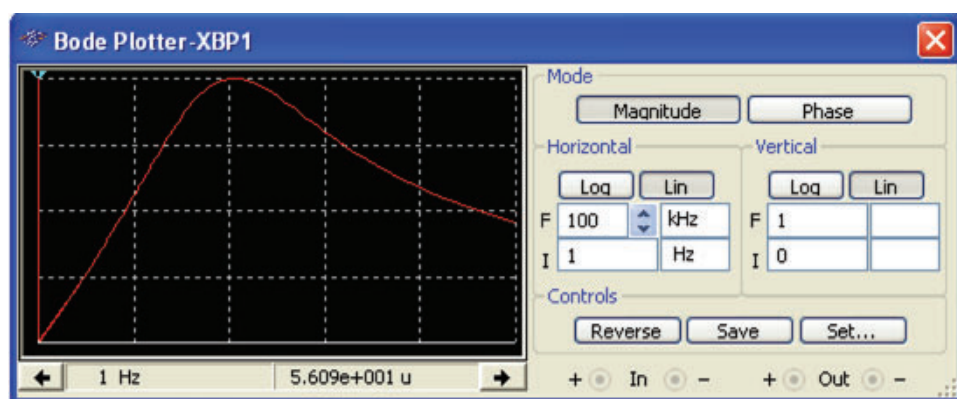 Bode Plotter-XBP1
Mode
Magnitude Phase
Horizontal Vertical
Log Lin Log Lin
F 100 kHz F 1
I 1 Hz I 0
Controls
Reverse Save Set...
1 Hz 5.609e+001 u + In - + Out -